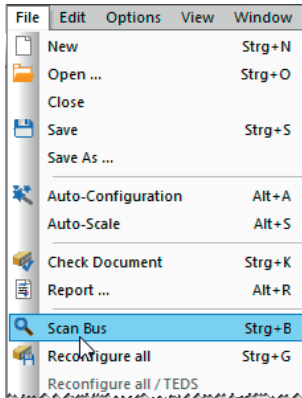 File Edit Options View Window
New Strg+N
Open ... Strg+O
Close
Save Strg+S
Save As ...
Auto-Configuration Alt+A
Auto-Scale Alt+S
Check Document Strg+K
Report ... Alt+R
Scan Bus Strg+B
Reconfigure all Strg+G
Reconfigure all / TEDS